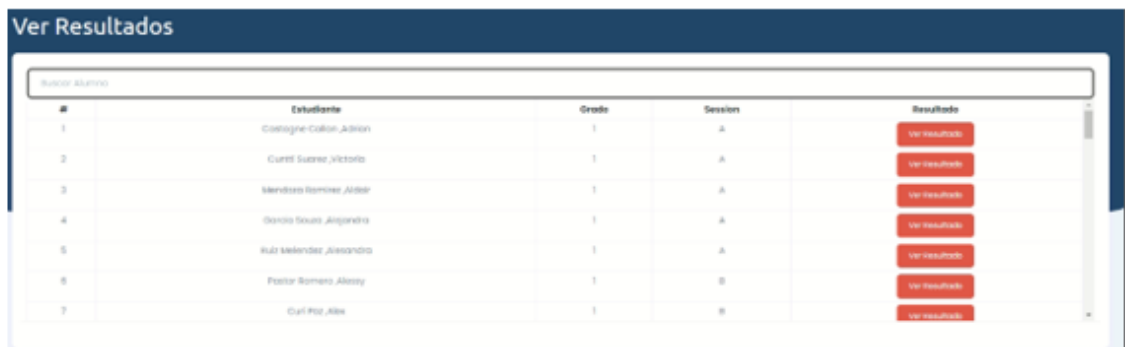 Ver Resultados
Buscar Alumno
# Estudiante Grado Session Resultado
1 Castagne Callan ,Adrian 1 A Ver Resultado
2 Curitl Suarez ,Victoria 1 A Ver Resultado
3 Mendoza Ramirez ,Aldair 1 A Ver Resultado
4 Garcia Souza ,Alejandra 1 A Ver Resultado
5 Ruiz Melendez ,Alexandra 1 A Ver Resultado
6 Pastor Romero ,Alessy 1 B Ver Resultado
7 Curi Paz ,Alex 1 B Ver Resultado